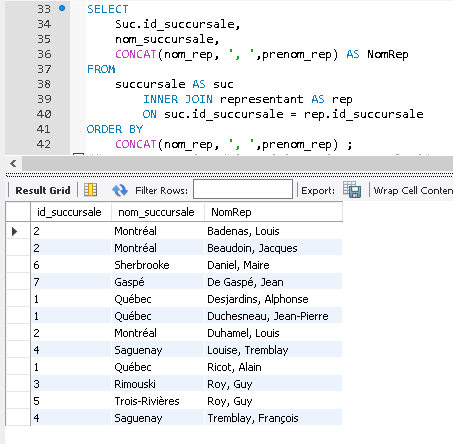 33 SELECT
34 Suc.id_succursale,
35 nom_succursale,
36 CONCAT(nom_rep, ', ',prenom_rep) AS NomRep
37 FROM
38 succursale AS suc
39 INNER JOIN representant AS rep
40 ON suc.id_succursale = rep.id_succursale
41 ORDER BY
42 CONCAT(nom_rep, ', ',prenom_rep) ;
Result Grid Filter Rows: Export: Wrap Cell Conten
id_succursale nom_succursale NomRep
2 Montréal Badenas, Louis
2 Montréal Beaudoin, Jacques
6 Sherbrooke Daniel, Maire
7 Gaspé De Gaspé, Jean
1 Québec Desjardins, Alphonse
1 Québec Duchesneau, Jean-Pierre
2 Montréal Duhamel, Louis
4 Saguenay Louise, Tremblay
1 Québec Ricot, Alain
3 Rimouski Roy, Guy
5 Trois-Rivières Roy, Guy
4 Saguenay Tremblay, François